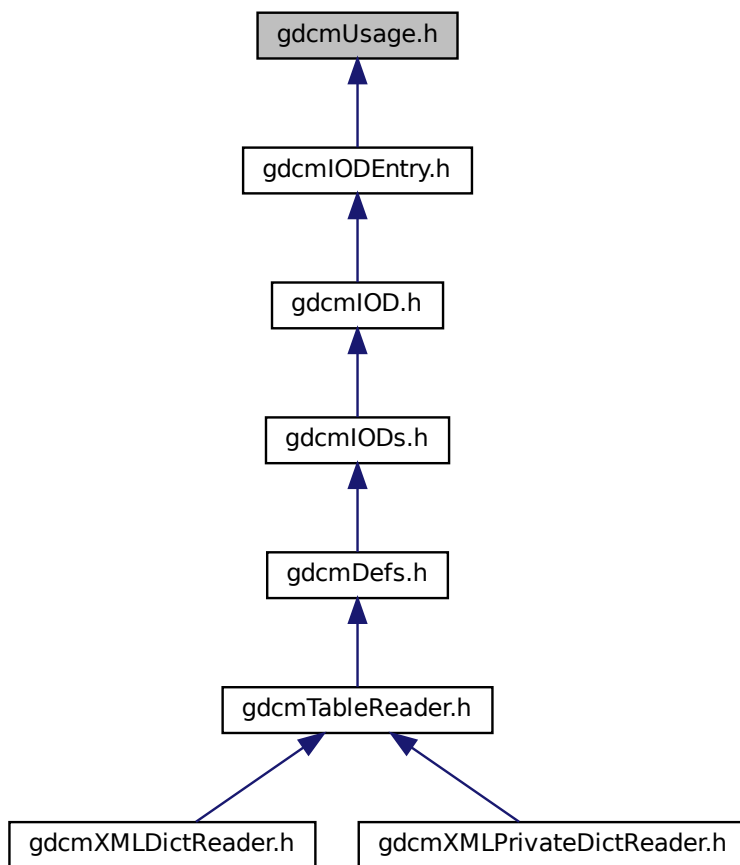 gdcmUsage.h
gdcmIODEntry.h
gdcmIOD.h
gdcmIODs.h
gdcmDefs.h
gdcmTableReader.h
gdcmXMLDictReader.h
gdcmXMLPrivateDictReader.h